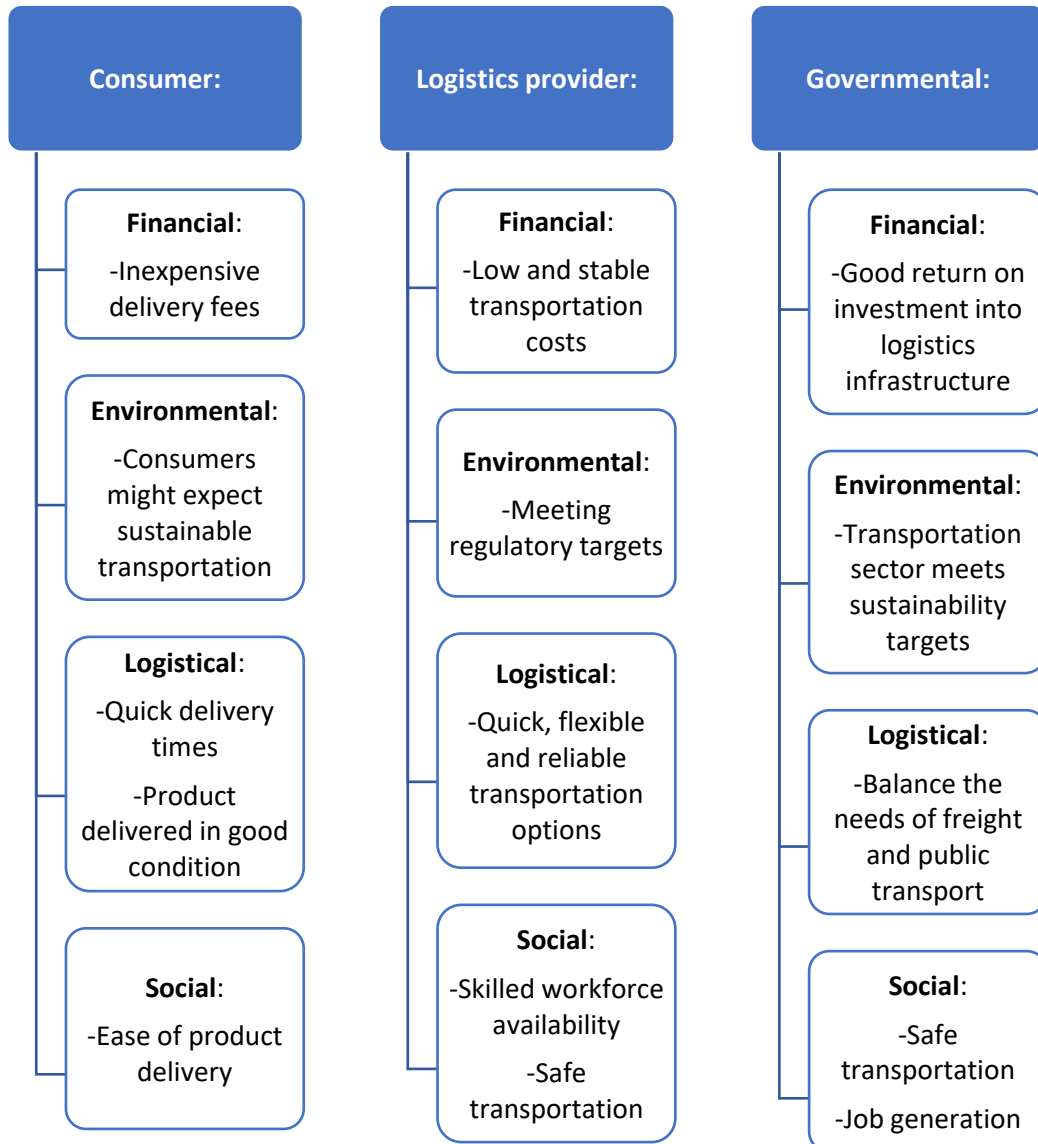 Consumer:
Financial:
-Inexpensive
delivery fees
Environmental:
-Consumers
might expect
sustainable
transportation
Logistical:
-Quick delivery
times
-Product
delivered in good
condition
Social:
-Ease of product
delivery
Logistics provider:
Financial:
-Low and stable
transportation
costs
Environmental:
-Meeting
regulatory targets
Logistical:
-Quick, flexible
and reliable
transportation
options
Social:
-Skilled workforce
availability
-Safe
transportation
Governmental:
Financial:
-Good return on
investment into
logistics
infrastructure
Environmental:
-Transportation
sector meets
sustainability
targets
Logistical:
-Balance the
needs of freight
and public
transport
Social:
-Safe
transportation
-Job generation